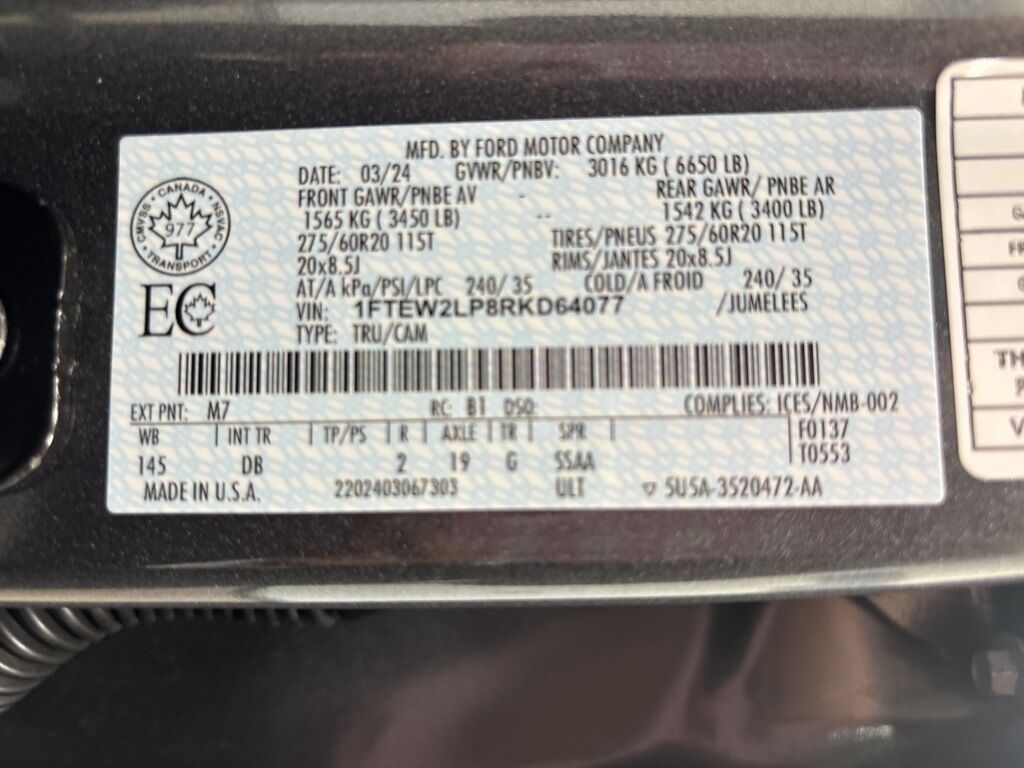 MFD. BY FORD MOTOR COMPANY
DATE: 03/24 GVWR/PNBV: 3016 KG ( 6650 LB)
FRONT GAWR/PNBE AV - REAR GAWR/ PNBE AR
1565 KG ( 3450 LB) -- 1542 KG ( 3400 LB)
275/60R20 115T TIRES/PNEUS 275/60R20 115T
20x8.5J RIMS/JANTES 20x8.5J
AT/A kPa/PSI/LPC 240/ 35 COLD/A FROID 240/ 35
VIN: 1FTEW2LP8RKD64077 /JUMELEES
TYPE: TRU/CAM
CANADA
CMVSS NSVAC
977
TRANSPORT
EC
EXT PNT: M7 RC: B1 DSO: COMPLIES: ICES/NMB-002
WB | INT TR | TP/PS | R | AXLE | TR | SPR | F0137
145 DB 2 19 G SSAA T0553
MADE IN U.S.A. 2202403067303 ULT ▽ 5U5A-3520472-AA
FR
TH